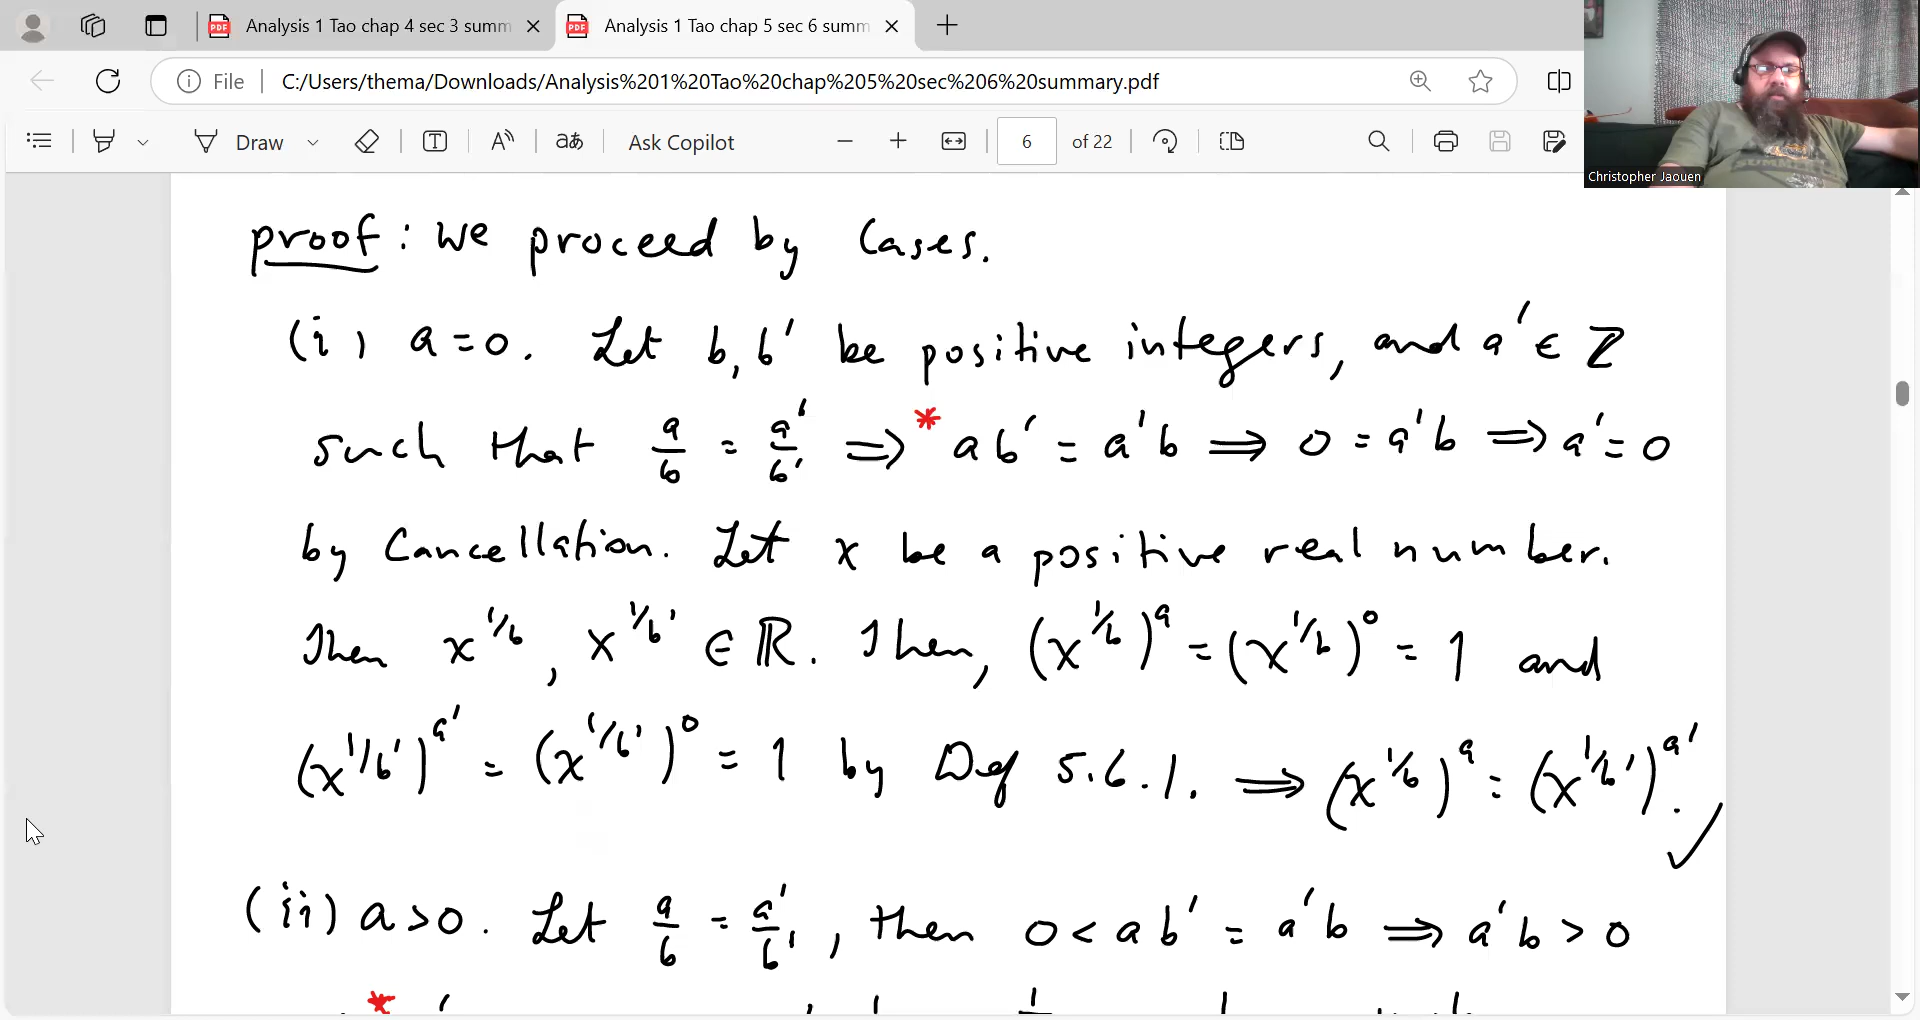 Analysis 1 Tao chap 4 sec 3 summ
Analysis 1 Tao chap 5 sec 6 summ
File
C:/Users/thema/Downloads/Analysis%201%20Tao%20chap%205%20sec%206%20summary.pdf
Draw
Ask Copilot
6 of 22
Christopher Jaouen
proof: We proceed by Cases.
(i) a=0. Let b, b' be positive integers, and a' ∈ ℤ
such that a/b = a'/b' ⟹ * ab' = a'b ⟹ 0 = a'b ⟹ a' = 0
by Cancellation. Let x be a positive real number.
Then x^1/b, x^1/b' ∈ ℝ. Then, (x^1/b)^a = (x^1/b)^0 = 1 and
(x^1/b')^a' = (x^1/b')^0 = 1 by Def 5.6.1. ⟹ (x^1/b)^a = (x^1/b')^a'. ✓
(ii) a>0. Let a/b = a'/b', then 0 < ab' = a'b ⟹ a'b > 0